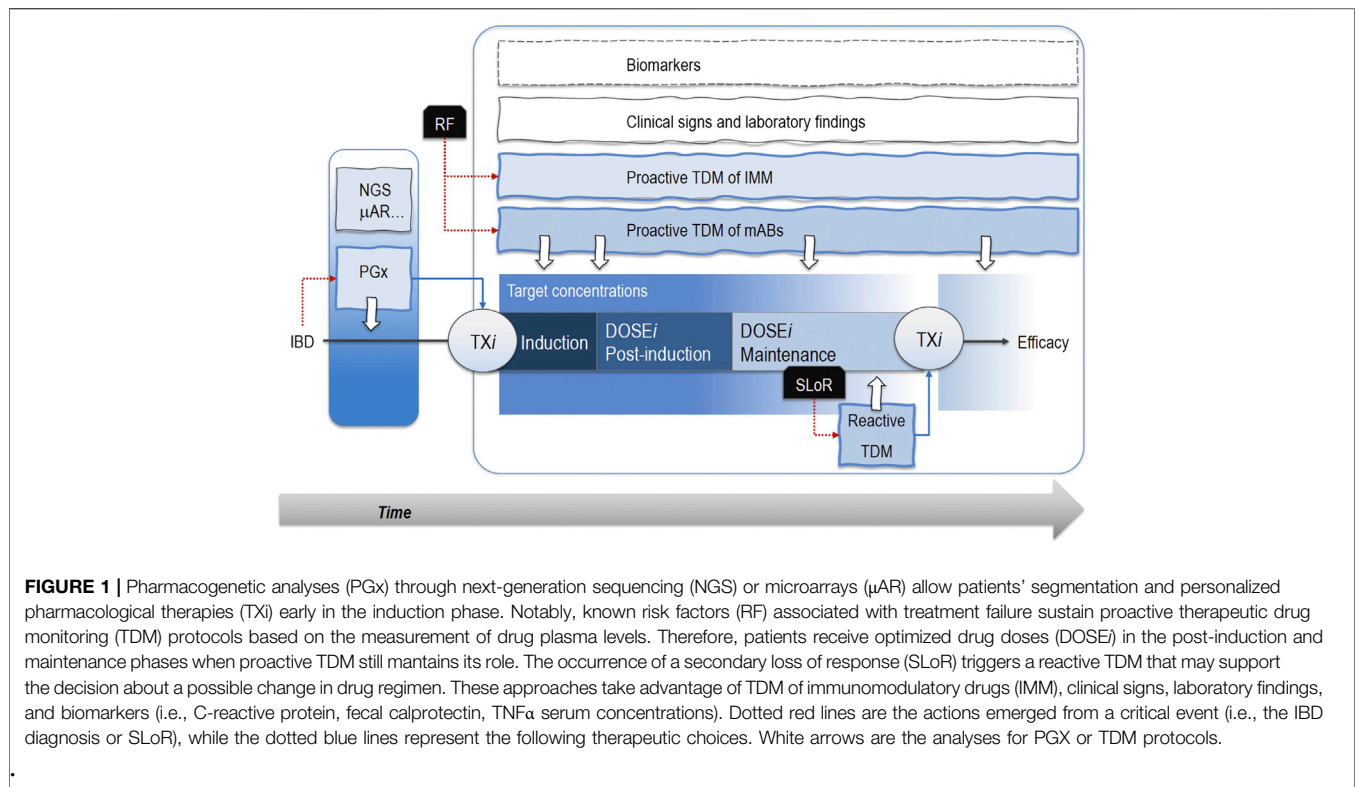 Biomarkers
Clinical signs and laboratory findings
RF
Proactive TDM of IMM
NGS
μAR...
Proactive TDM of mABs
PGx
Target concentrations
IBD
TXi
Induction
DOSEi
Post-induction
DOSEi
Maintenance
TXi
Efficacy
SLoR
Reactive
TDM
Time
FIGURE 1 | Pharmacogenetic analyses (PGx) through next-generation sequencing (NGS) or microarrays (μAR) allow patients' segmentation and personalized
pharmacological therapies (TXi) early in the induction phase. Notably, known risk factors (RF) associated with treatment failure sustain proactive therapeutic drug
monitoring (TDM) protocols based on the measurement of drug plasma levels. Therefore, patients receive optimized drug doses (DOSEi) in the post-induction and
maintenance phases when proactive TDM still mantains its role. The occurrence of a secondary loss of response (SLoR) triggers a reactive TDM that may support
the decision about a possible change in drug regimen. These approaches take advantage of TDM of immunomodulatory drugs (IMM), clinical signs, laboratory findings,
and biomarkers (i.e., C-reactive protein, fecal calprotectin, TNFα serum concentrations). Dotted red lines are the actions emerged from a critical event (i.e., the IBD
diagnosis or SLoR), while the dotted blue lines represent the following therapeutic choices. White arrows are the analyses for PGX or TDM protocols.
.